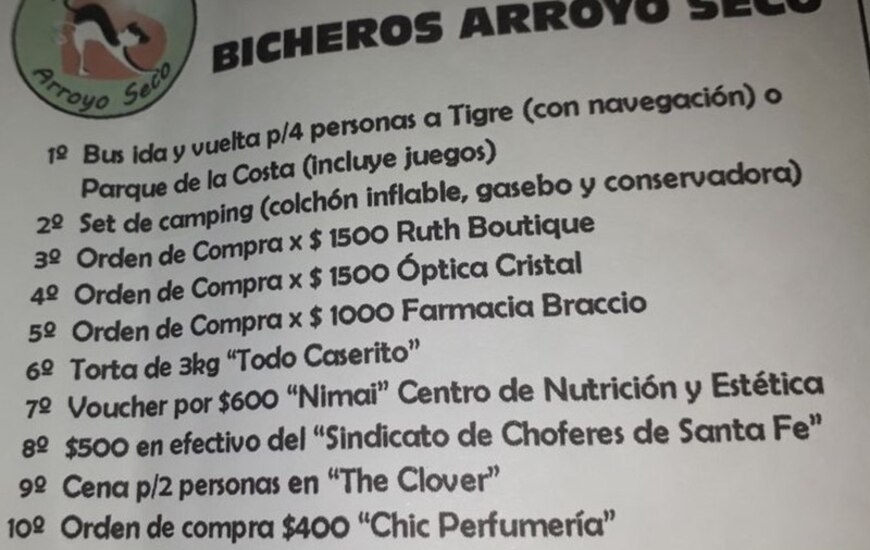 Arroyo Seco
BICHEROS ARROYO SECO
1º Bus ida y vuelta p/4 personas a Tigre (con navegación) o
Parque de la Costa (incluye juegos)
2º Set de camping (colchón inflable, gasebo y conservadora)
3º Orden de Compra x $ 1500 Ruth Boutique
4º Orden de Compra x $ 1500 Óptica Cristal
5º Orden de Compra x $ 1000 Farmacia Braccio
6º Torta de 3kg “Todo Caserito”
7º Voucher por $600 “Nimai” Centro de Nutrición y Estética
8º $500 en efectivo del “Sindicato de Choferes de Santa Fe”
9º Cena p/2 personas en “The Clover”
10º Orden de compra $400 “Chic Perfumería”